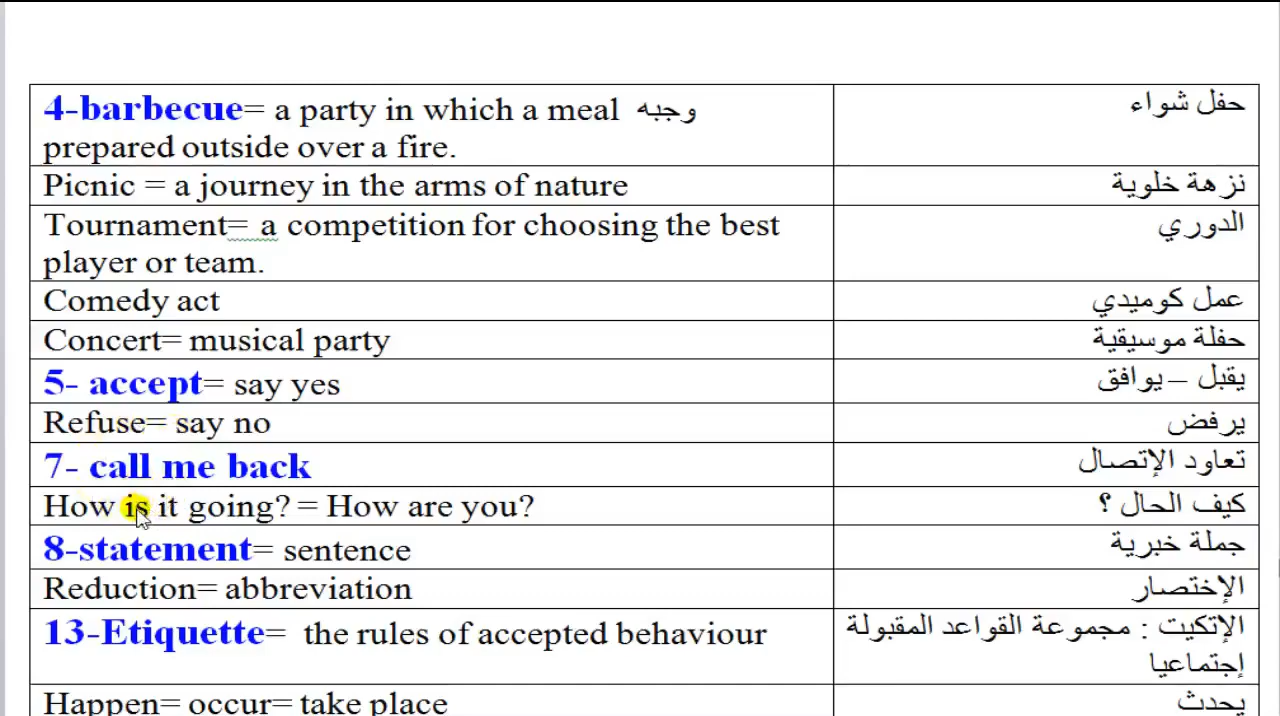 4-barbecue= a party in which a meal وجبه
prepared outside over a fire.
حفل شواء
Picnic = a journey in the arms of nature
نزهة خلوية
Tournament= a competition for choosing the best
player or team.
الدوري
Comedy act
عمل كوميدي
Concert= musical party
حفلة موسيقية
5- accept= say yes
يقبل – يوافق
Refuse= say no
يرفض
7- call me back
تعاود الإتصال
How is it going? = How are you?
كيف الحال ؟
8-statement= sentence
جملة خبرية
Reduction= abbreviation
الإختصار
13-Etiquette= the rules of accepted behaviour
الإتكيت : مجموعة القواعد المقبولة
إجتماعيا
Happen= occur= take place
يحدث